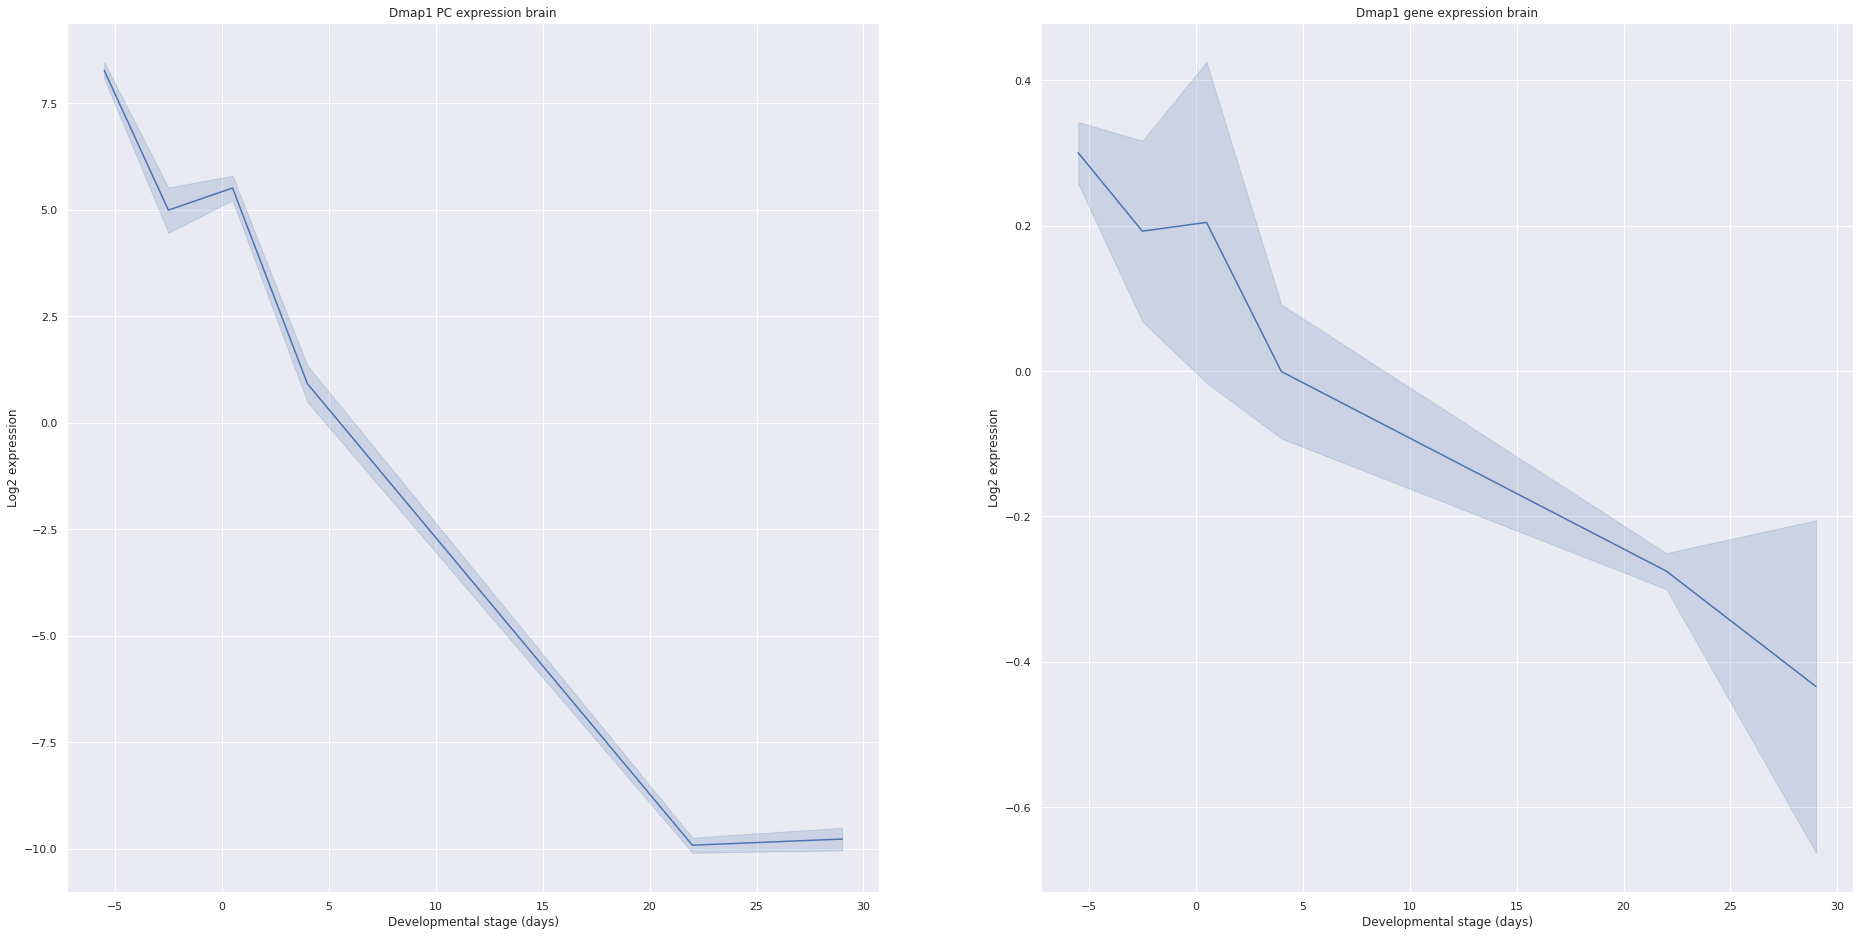 Dmap1 PC expression brain
Log2 expression
7.5
5.0
2.5
0.0
−2.5
−5.0
−7.5
−10.0
−5 0 5 10 15 20 25 30
Developmental stage (days)
Dmap1 gene expression brain
Log2 expression
0.4
0.2
0.0
−0.2
−0.4
−0.6
−5 0 5 10 15 20 25 30
Developmental stage (days)